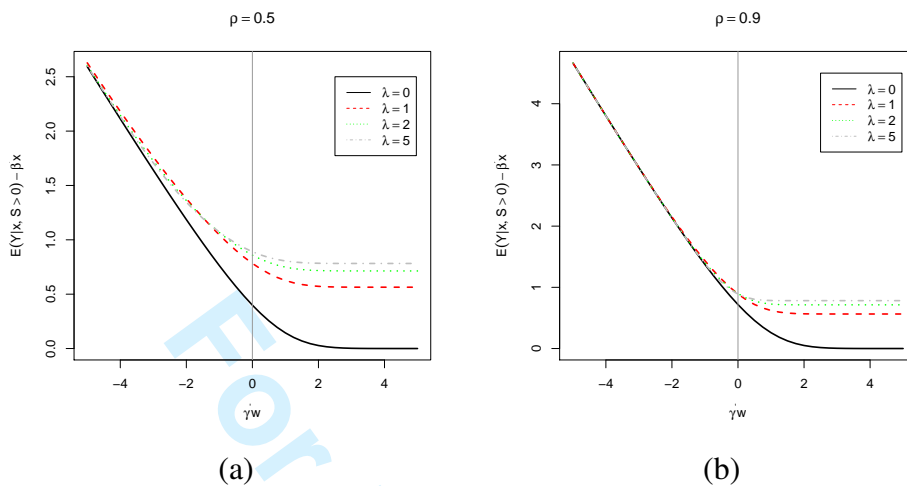 ρ = 0.5
E(Y|x, S > 0) − β'x
2.5
2.0
1.5
1.0
0.5
0.0
λ = 0
λ = 1
λ = 2
λ = 5
−4 −2 0 2 4
γ'w
(a)
ρ = 0.9
E(Y|x, S > 0) − β'x
4
3
2
1
0
λ = 0
λ = 1
λ = 2
λ = 5
−4 −2 0 2 4
γ'w
(b)
For